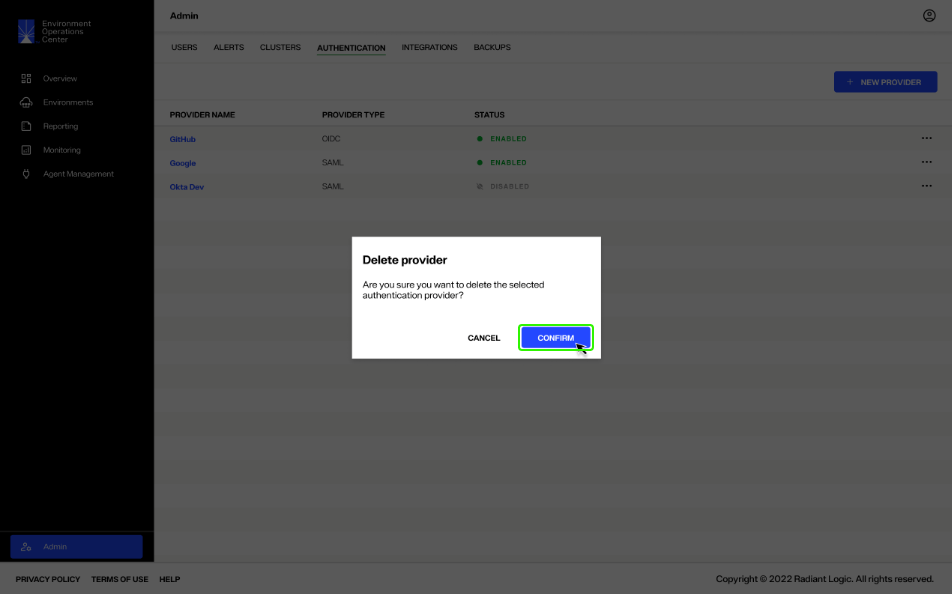 Environment
Operations
Center
Overview
Environments
Reporting
Monitoring
Agent Management
Admin
Admin
USERS ALERTS CLUSTERS AUTHENTICATION INTEGRATIONS BACKUPS
+ NEW PROVIDER
PROVIDER NAME PROVIDER TYPE STATUS
GitHub OIDC ENABLED
Google SAML ENABLED
Okta Dev SAML DISABLED
Delete provider
Are you sure you want to delete the selected
authentication provider?
CANCEL CONFIRM
PRIVACY POLICY TERMS OF USE HELP
Copyright © 2022 Radiant Logic. All rights reserved.